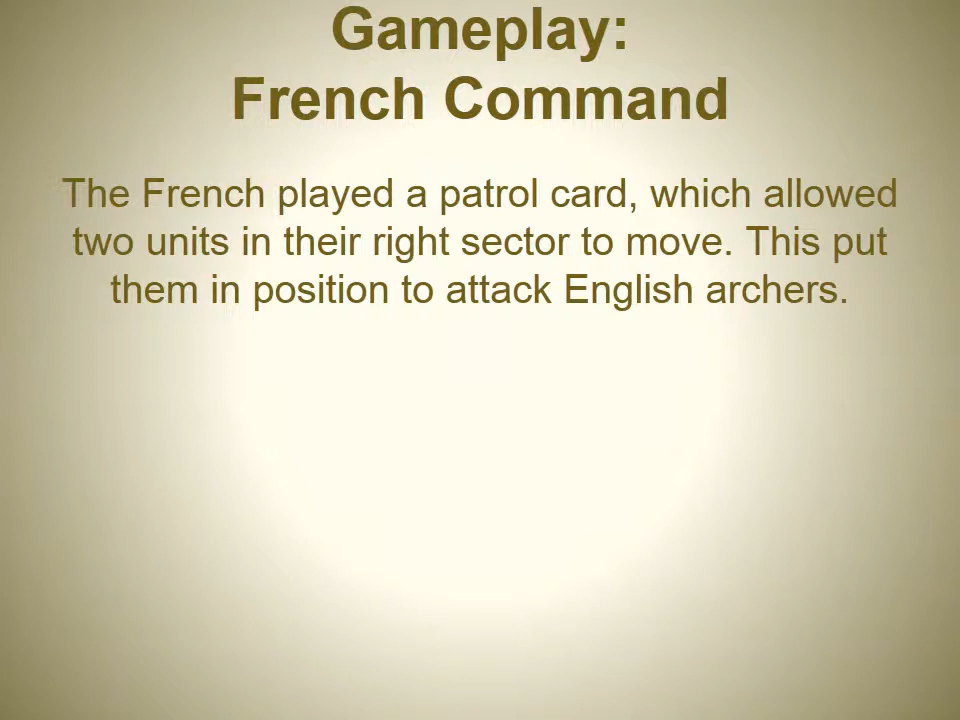 Gameplay:
French Command
The French played a patrol card, which allowed
two units in their right sector to move. This put
them in position to attack English archers.